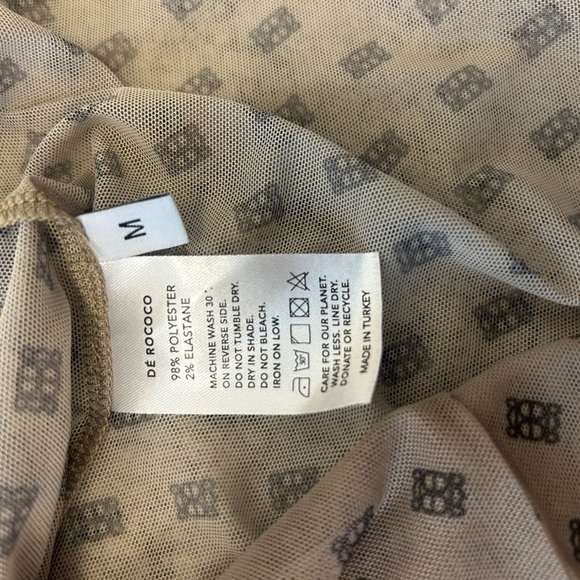 M
DÉ ROCOCO
98% POLYESTER
2% ELASTANE
MACHINE WASH 30°.
ON REVERSE SIDE.
DO NOT TUMBLE DRY.
DRY IN SHADE.
DO NOT BLEACH.
IRON ON LOW.
30°
CARE FOR OUR PLANET.
WASH LESS. LINE DRY.
DONATE OR RECYCLE.
MADE IN TURKEY